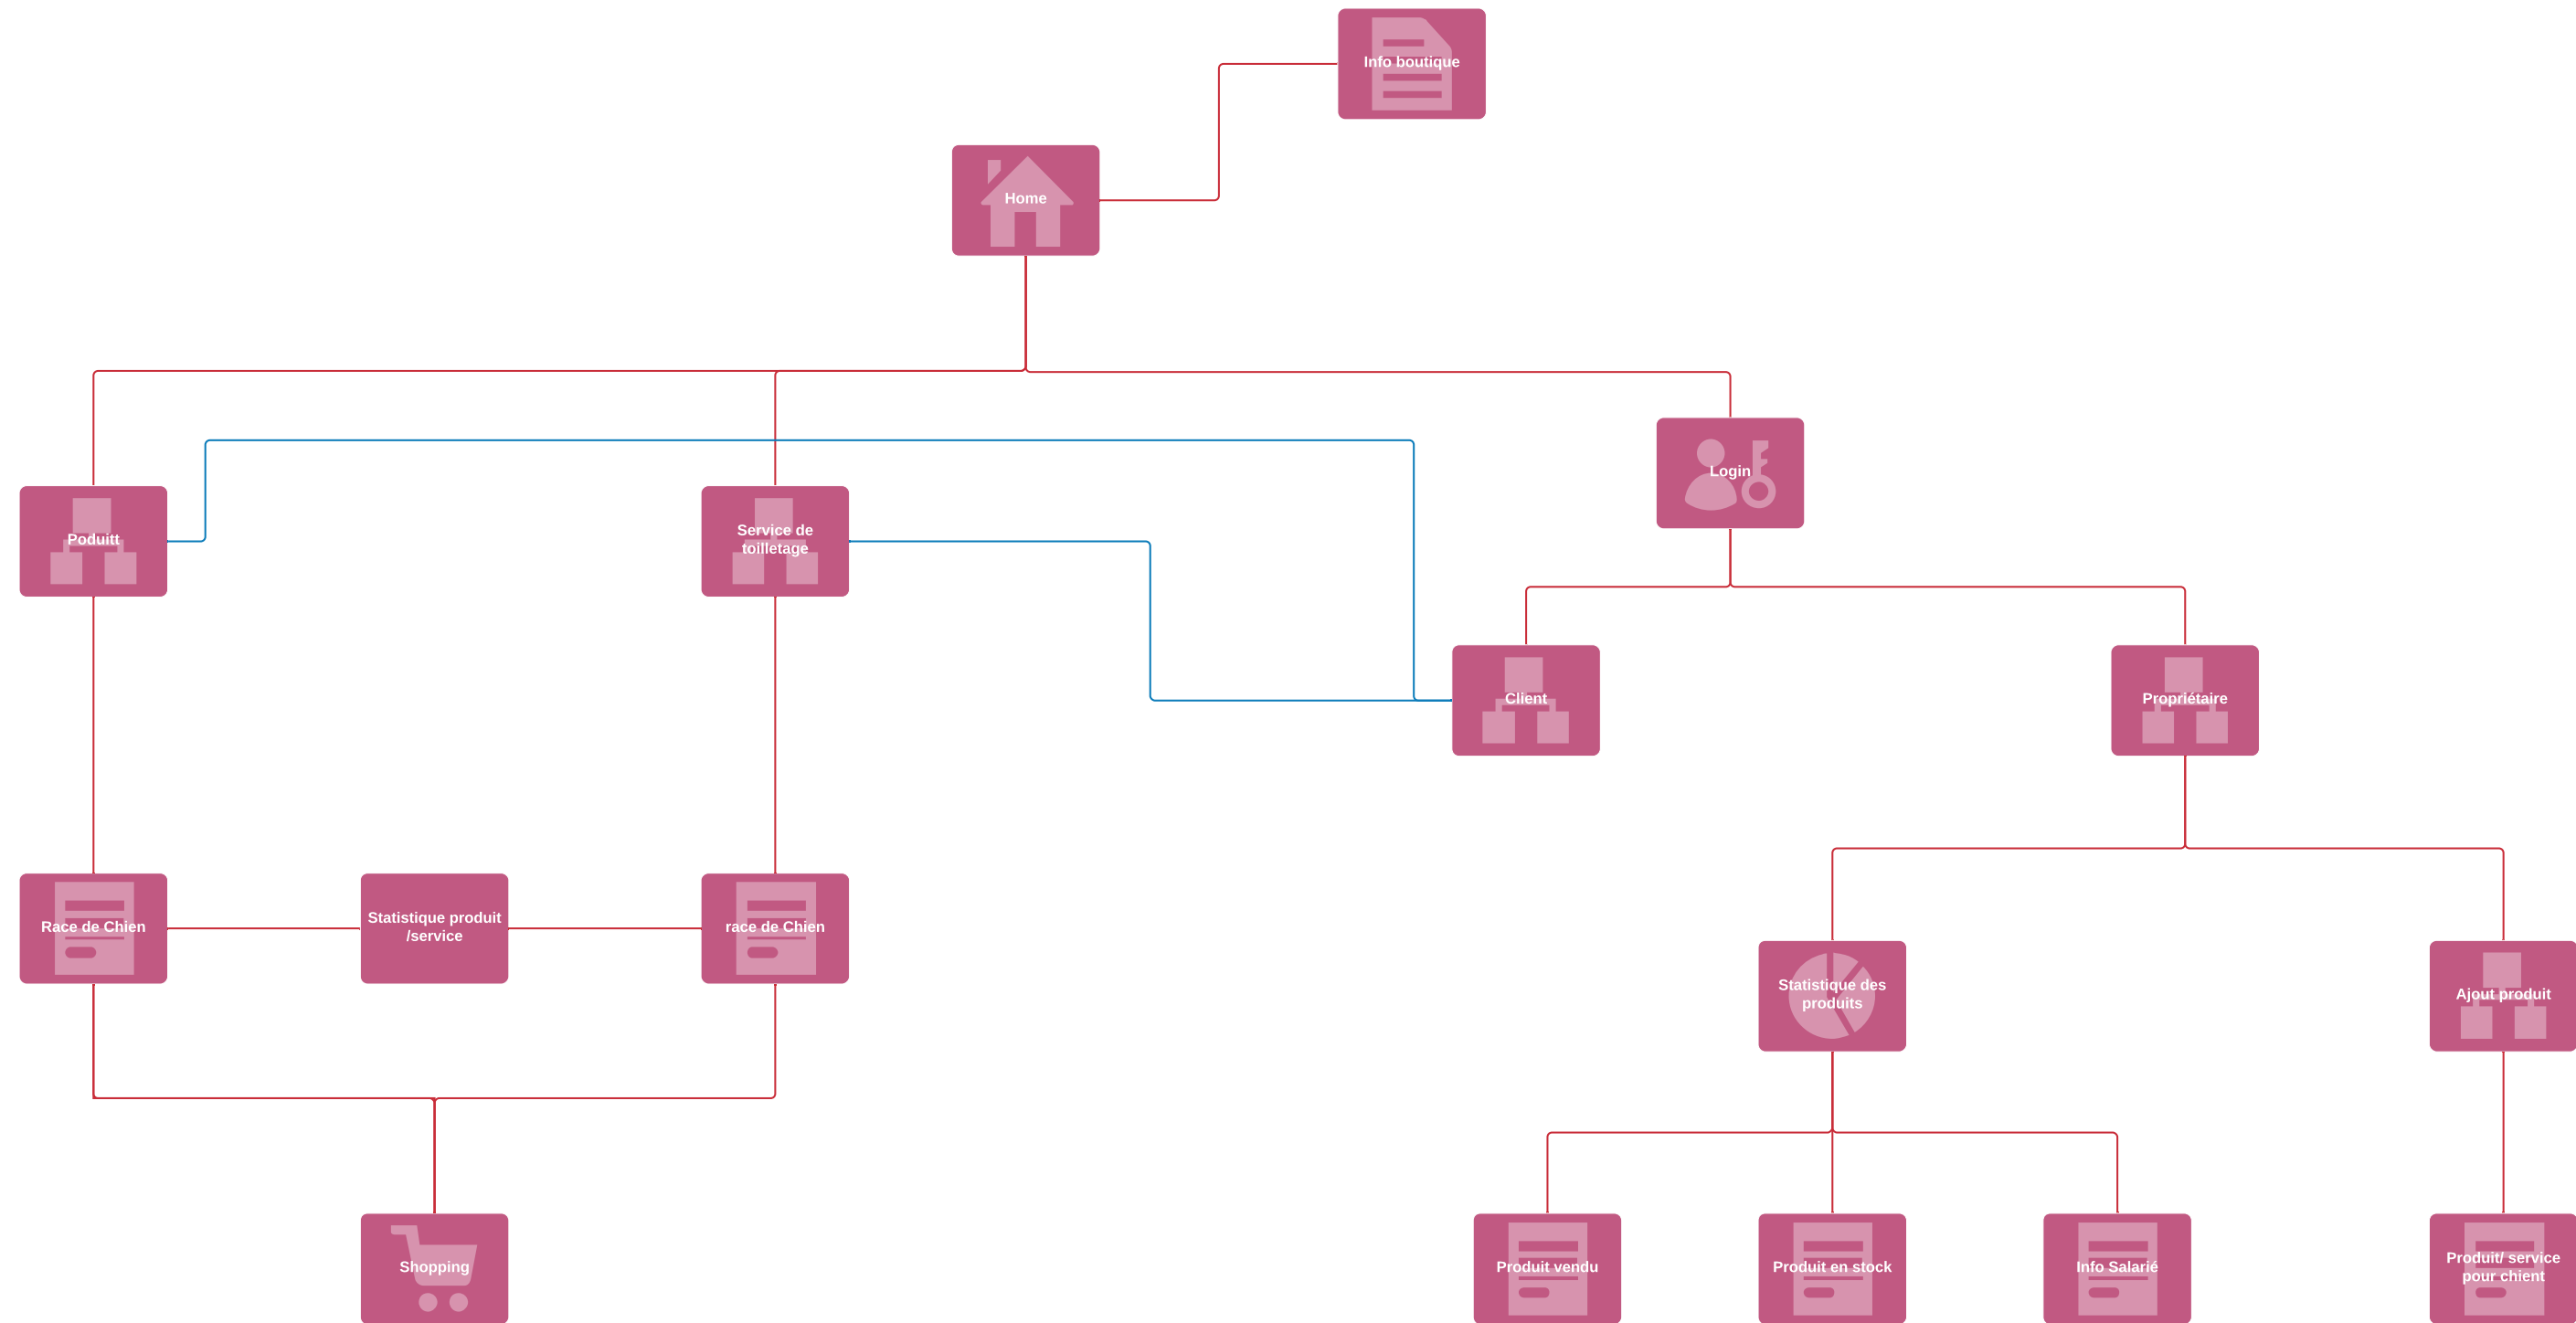 Info boutique
Home
Login
Poduitt
Service de
toilletage
Client
Propriétaire
Race de Chien
Statistique produit
/service
race de Chien
Statistique des
produits
Ajout produit
Shopping
Produit vendu
Produit en stock
Info Salarié
Produit/ service
pour chient